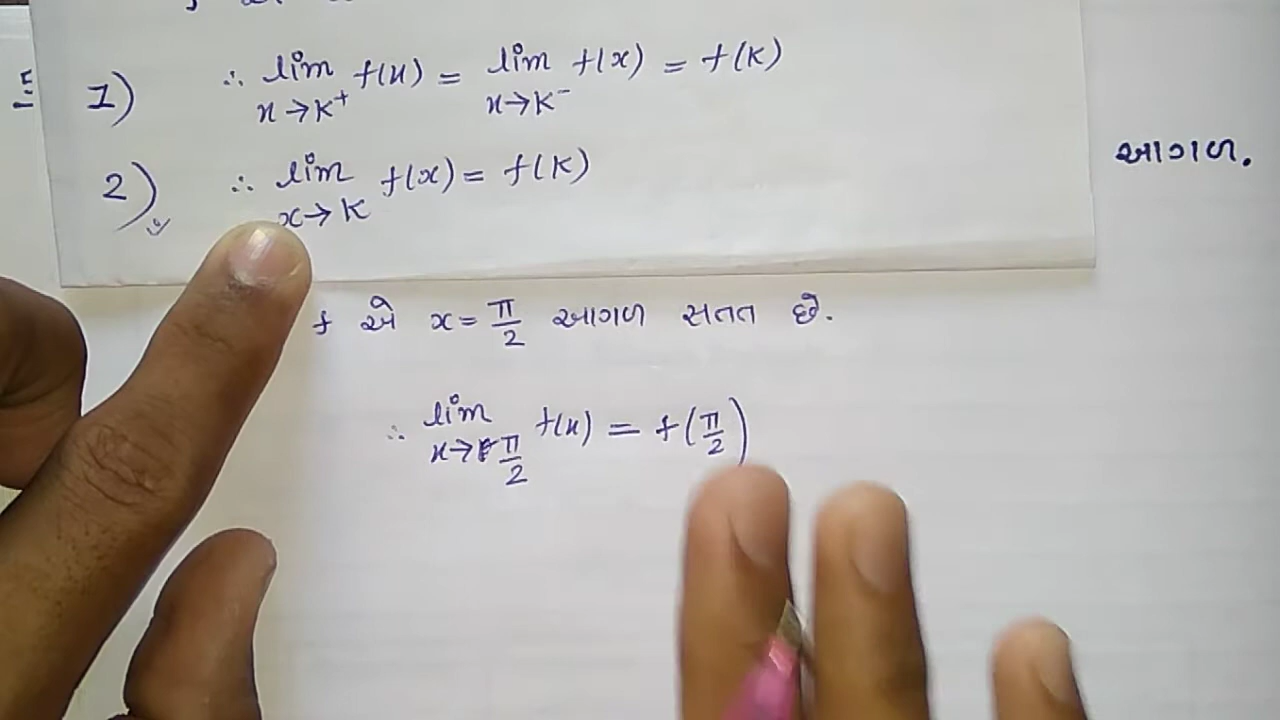 1) ∴ lim x→K⁺ f(x) = lim x→K⁻ f(x) = f(K)
2) ∴ lim x→K f(x) = f(K)
આગળ.
f એ x = π/2 આગળ સતત છે.
∴ lim x→π/2 f(x) = f(π/2)